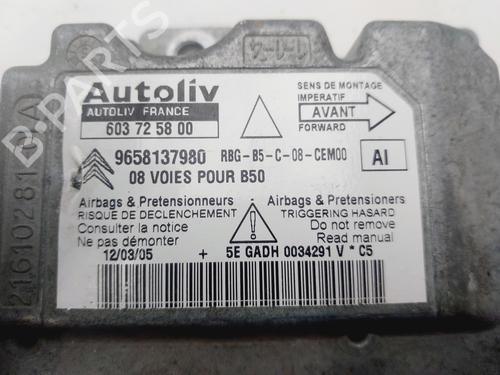 Autoliv
AUTOLIV FRANCE
603 72 58 00
SENS DE MONTAGE
IMPERATIF
AVANT
FORWARD
9658137980 RBG-B5-C-08-CEM00
AI
08 VOIES POUR B50
Airbags & Pretensionneurs
RISQUE DE DECLENCHEMENT
Consulter la notice
Ne pas démonter
Airbags & Pretensioners
TRIGGERING HASARD
Do not remove
Read manual
12/03/05 + 5E GADH 0034291 V * C5